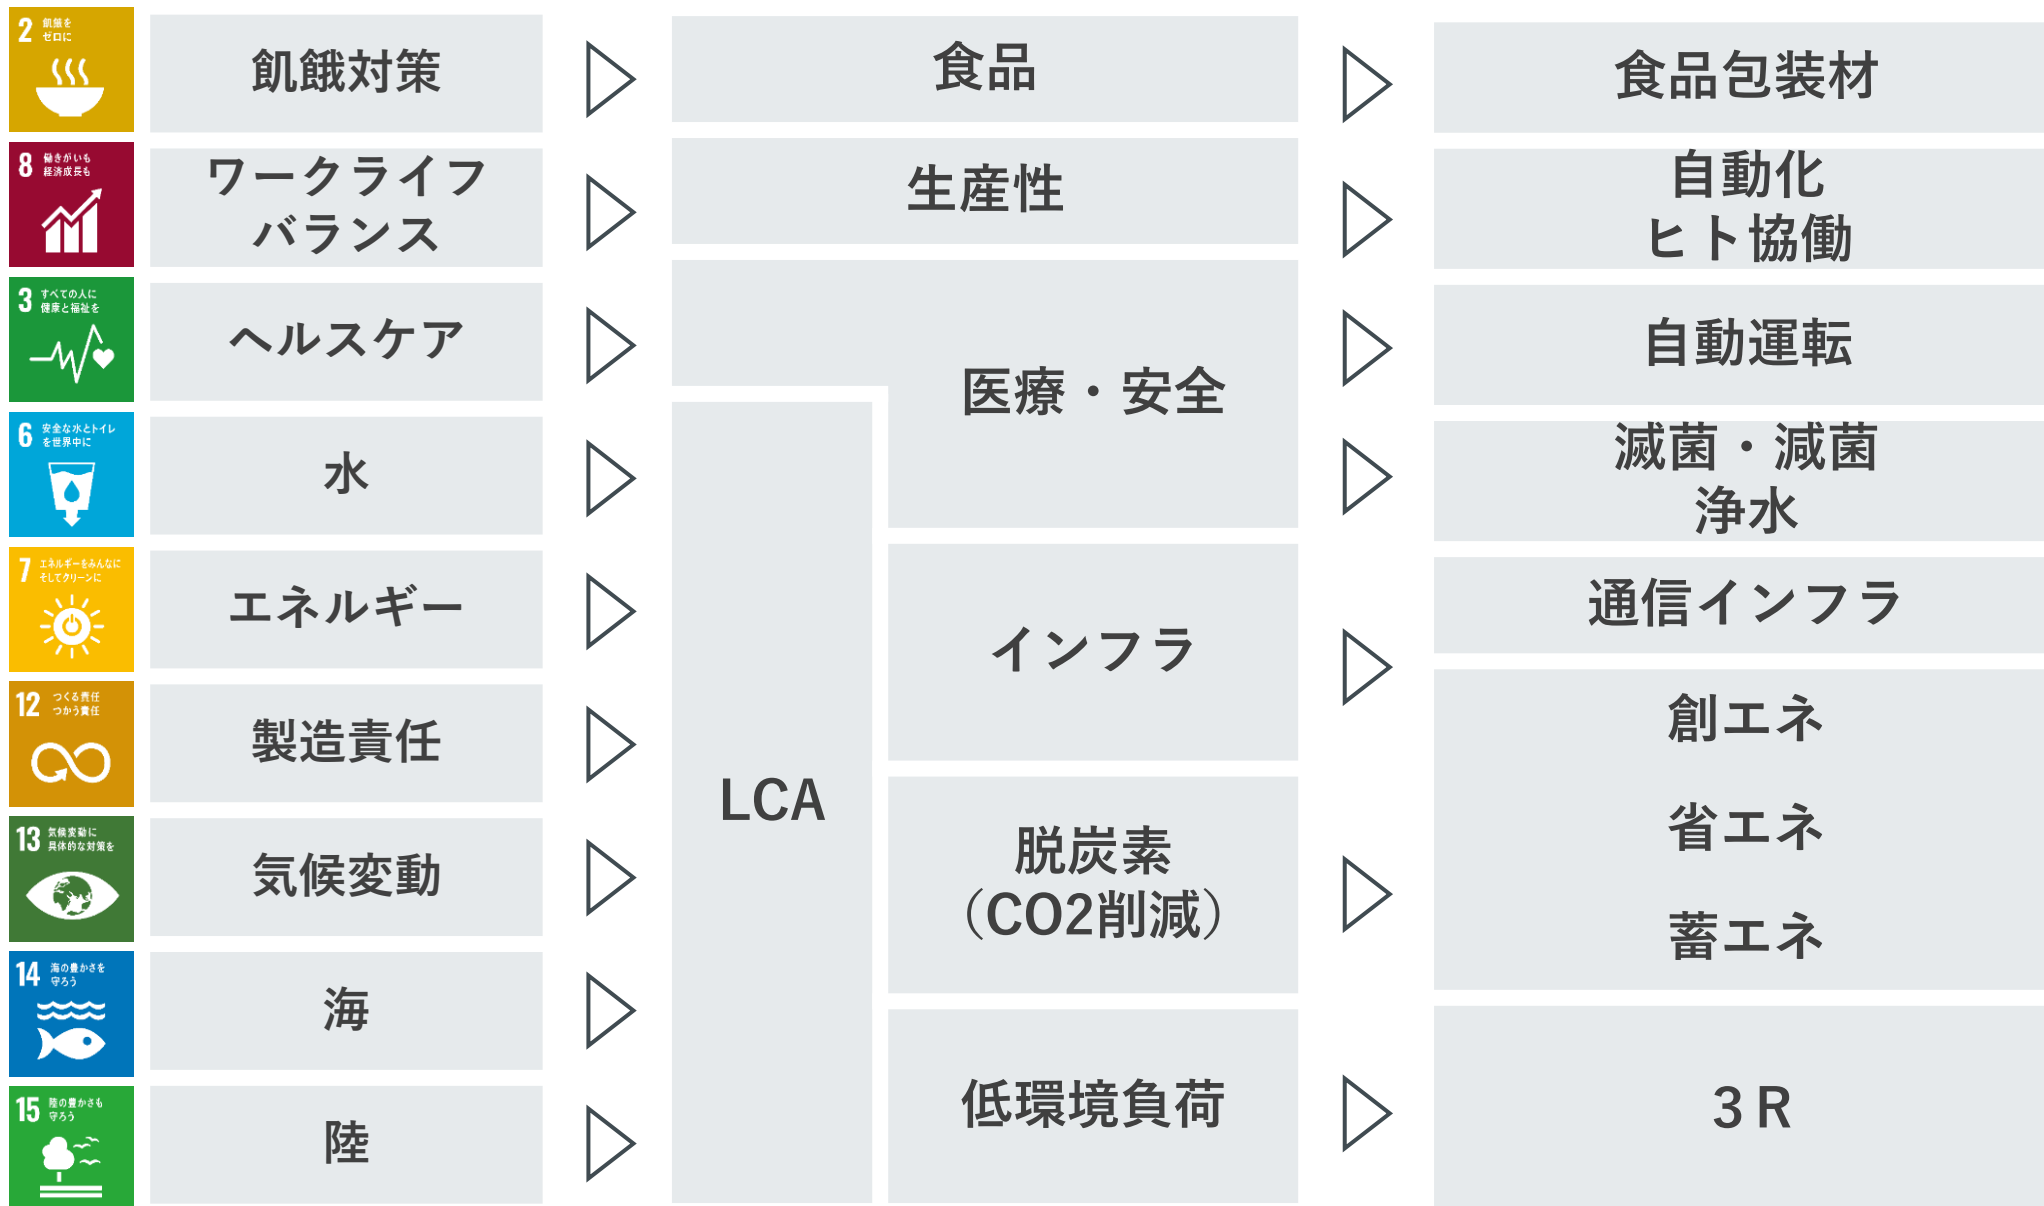 2 飢餓を
ゼロに
飢餓対策
食品
食品包装材
8 働きがいも
経済成長も
ワークライフ
バランス
生産性
自動化
ヒト協働
3 すべての人に
健康と福祉を
ヘルスケア
医療・安全
自動運転
6 安全な水とトイレ
を世界中に
水
滅菌・減菌
浄水
7 エネルギーをみんなに
そしてクリーンに
エネルギー
インフラ
通信インフラ
12 つくる責任
つかう責任
製造責任
LCA
創エネ
省エネ
蓄エネ
13 気候変動に
具体的な対策を
気候変動
脱炭素
（CO2削減）
14 海の豊かさを
守ろう
海
低環境負荷
３Ｒ
15 陸の豊かさも
守ろう
陸